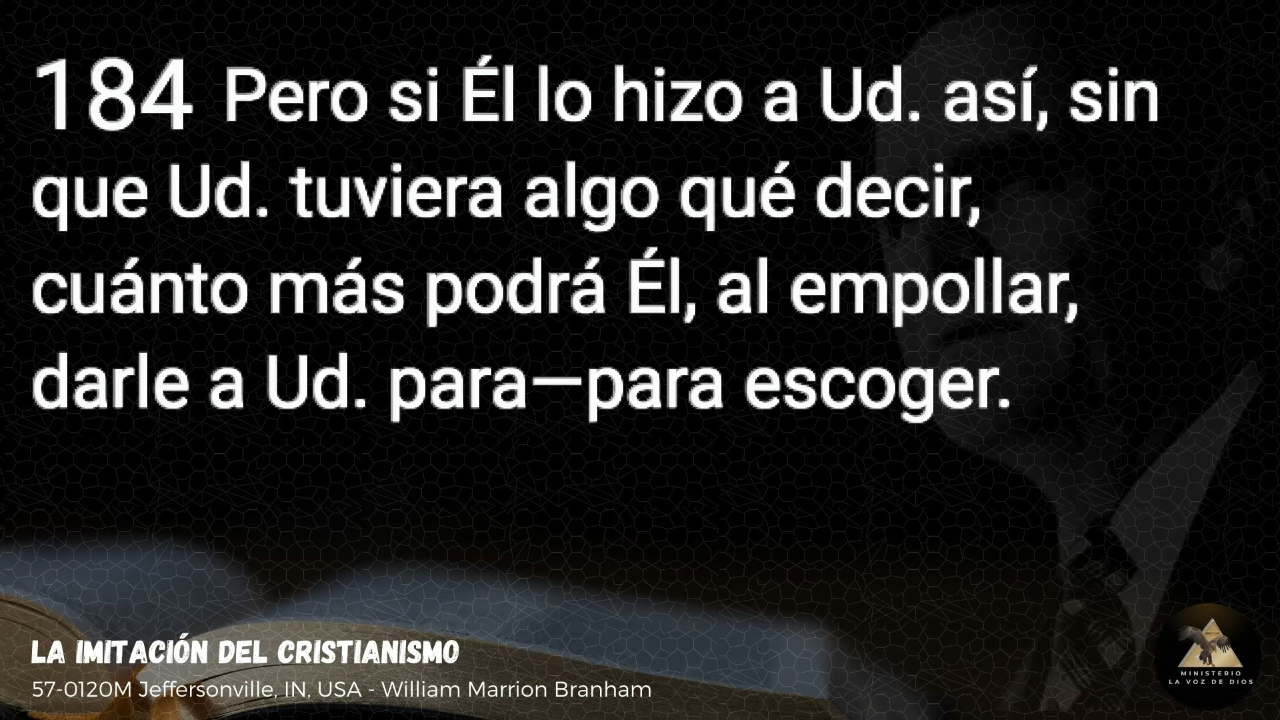 184 Pero si Él lo hizo a Ud. así, sin
que Ud. tuviera algo qué decir,
cuánto más podrá Él, al empollar,
darle a Ud. para—para escoger.
LA IMITACIÓN DEL CRISTIANISMO
57-0120M Jeffersonville, IN, USA - William Marrion Branham
MINISTERIO
LA VOZ DE DIOS